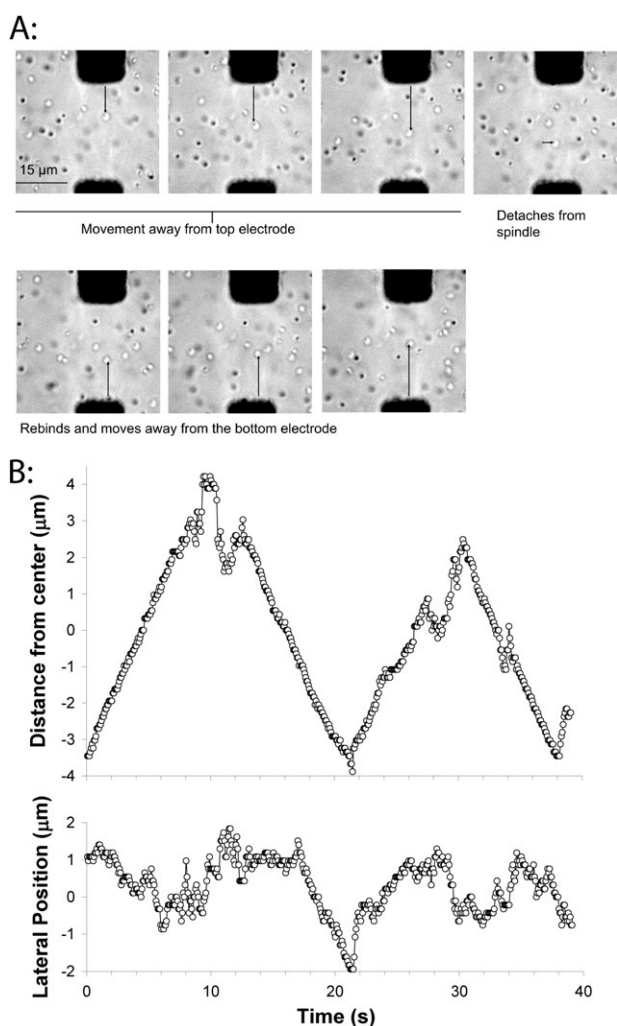 A:
15 µm
Movement away from top electrode
Detaches from
spindle
Rebinds and moves away from the bottom electrode
B:
Distance from center (µm)
4
3
2
1
0
-1
-2
-3
-4
Lateral Position (µm)
2
1
0
-1
-2
0
10
20
30
40
Time (s)